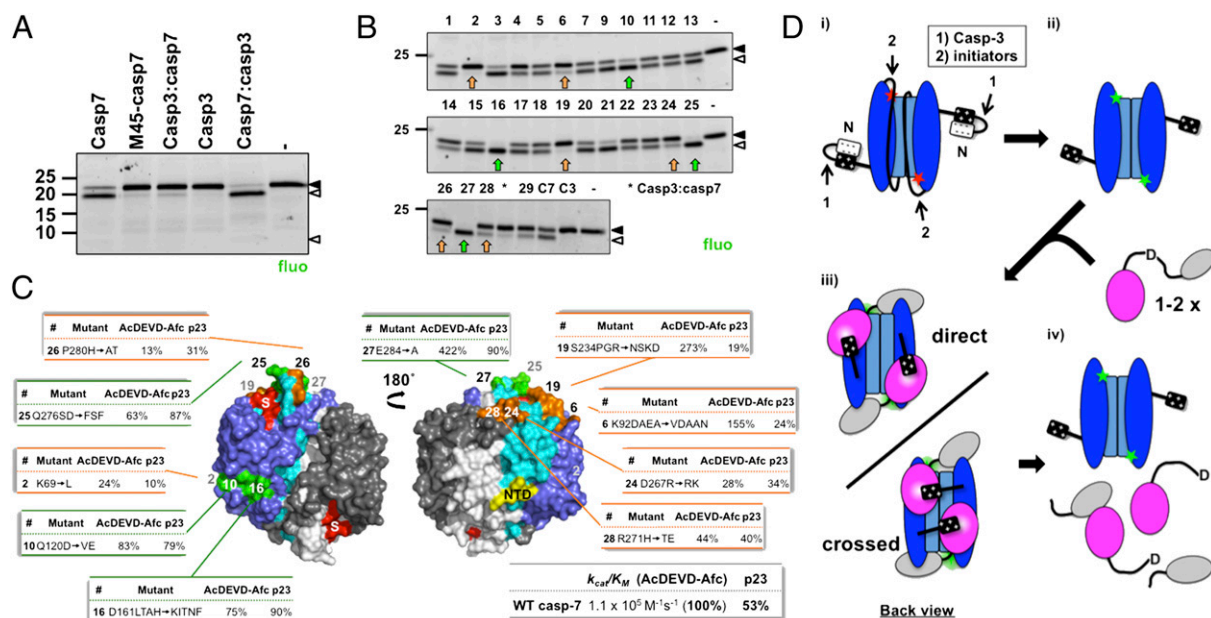 A
Casp7
M45-casp7
Casp3:casp7
Casp3
Casp7:casp3
-
25
20
15
10
fluo
B
1 2 3 4 5 6 7 9 10 11 12 13 -
25
14 15 16 17 18 19 20 21 22 23 24 25 -
25
26 27 28 * 29 C7 C3 - * Casp3:casp7
25
fluo
C
# Mutant AcDEVD-Afc p23
26 P280H→AT 13% 31%
# Mutant AcDEVD-Afc p23
25 Q276SD→FSF 63% 87%
# Mutant AcDEVD-Afc p23
2 K69→L 24% 10%
# Mutant AcDEVD-Afc p23
10 Q120D→VE 83% 79%
# Mutant AcDEVD-Afc p23
16 D161LTAH→KITNF 75% 90%
25 26
19 27
S
2 10 16
S
180°
# Mutant AcDEVD-Afc p23
27 E284→A 422% 90%
# Mutant AcDEVD-Afc p23
19 S234PGR→NSKD 273% 19%
# Mutant AcDEVD-Afc p23
6 K92DAEA→VDAAN 155% 24%
# Mutant AcDEVD-Afc p23
24 D267R→RK 28% 34%
# Mutant AcDEVD-Afc p23
28 R271H→TE 44% 40%
27 25
19
28 24 6
2
NTD
kcat/KM (AcDEVD-Afc) p23
WT casp-7 1.1 x 10⁵ M⁻¹s⁻¹ (100%) 53%
D
i)
2
1) Casp-3
2) initiators
1
N
N
1
2
ii)
D
1-2 x
iii)
direct
crossed
Back view
iv)
D
D